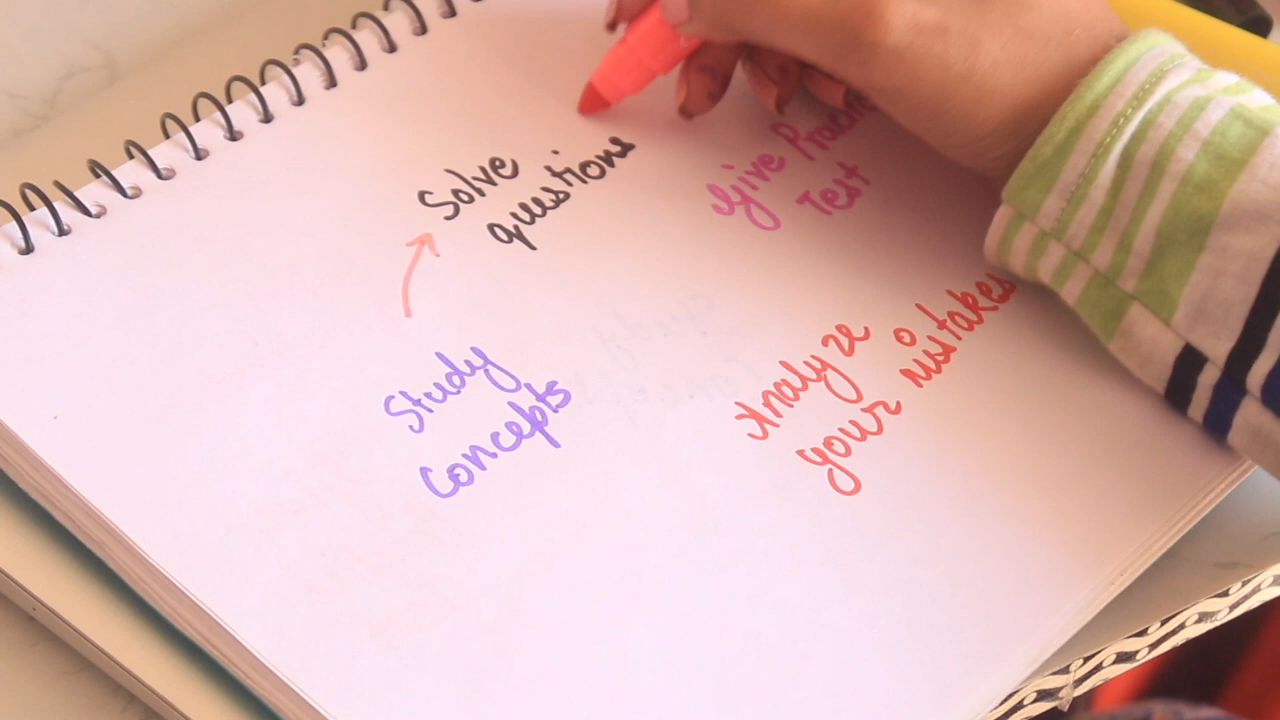 Solve
questions
Give
Test
Study
Concepts
Analyze
your mistakes